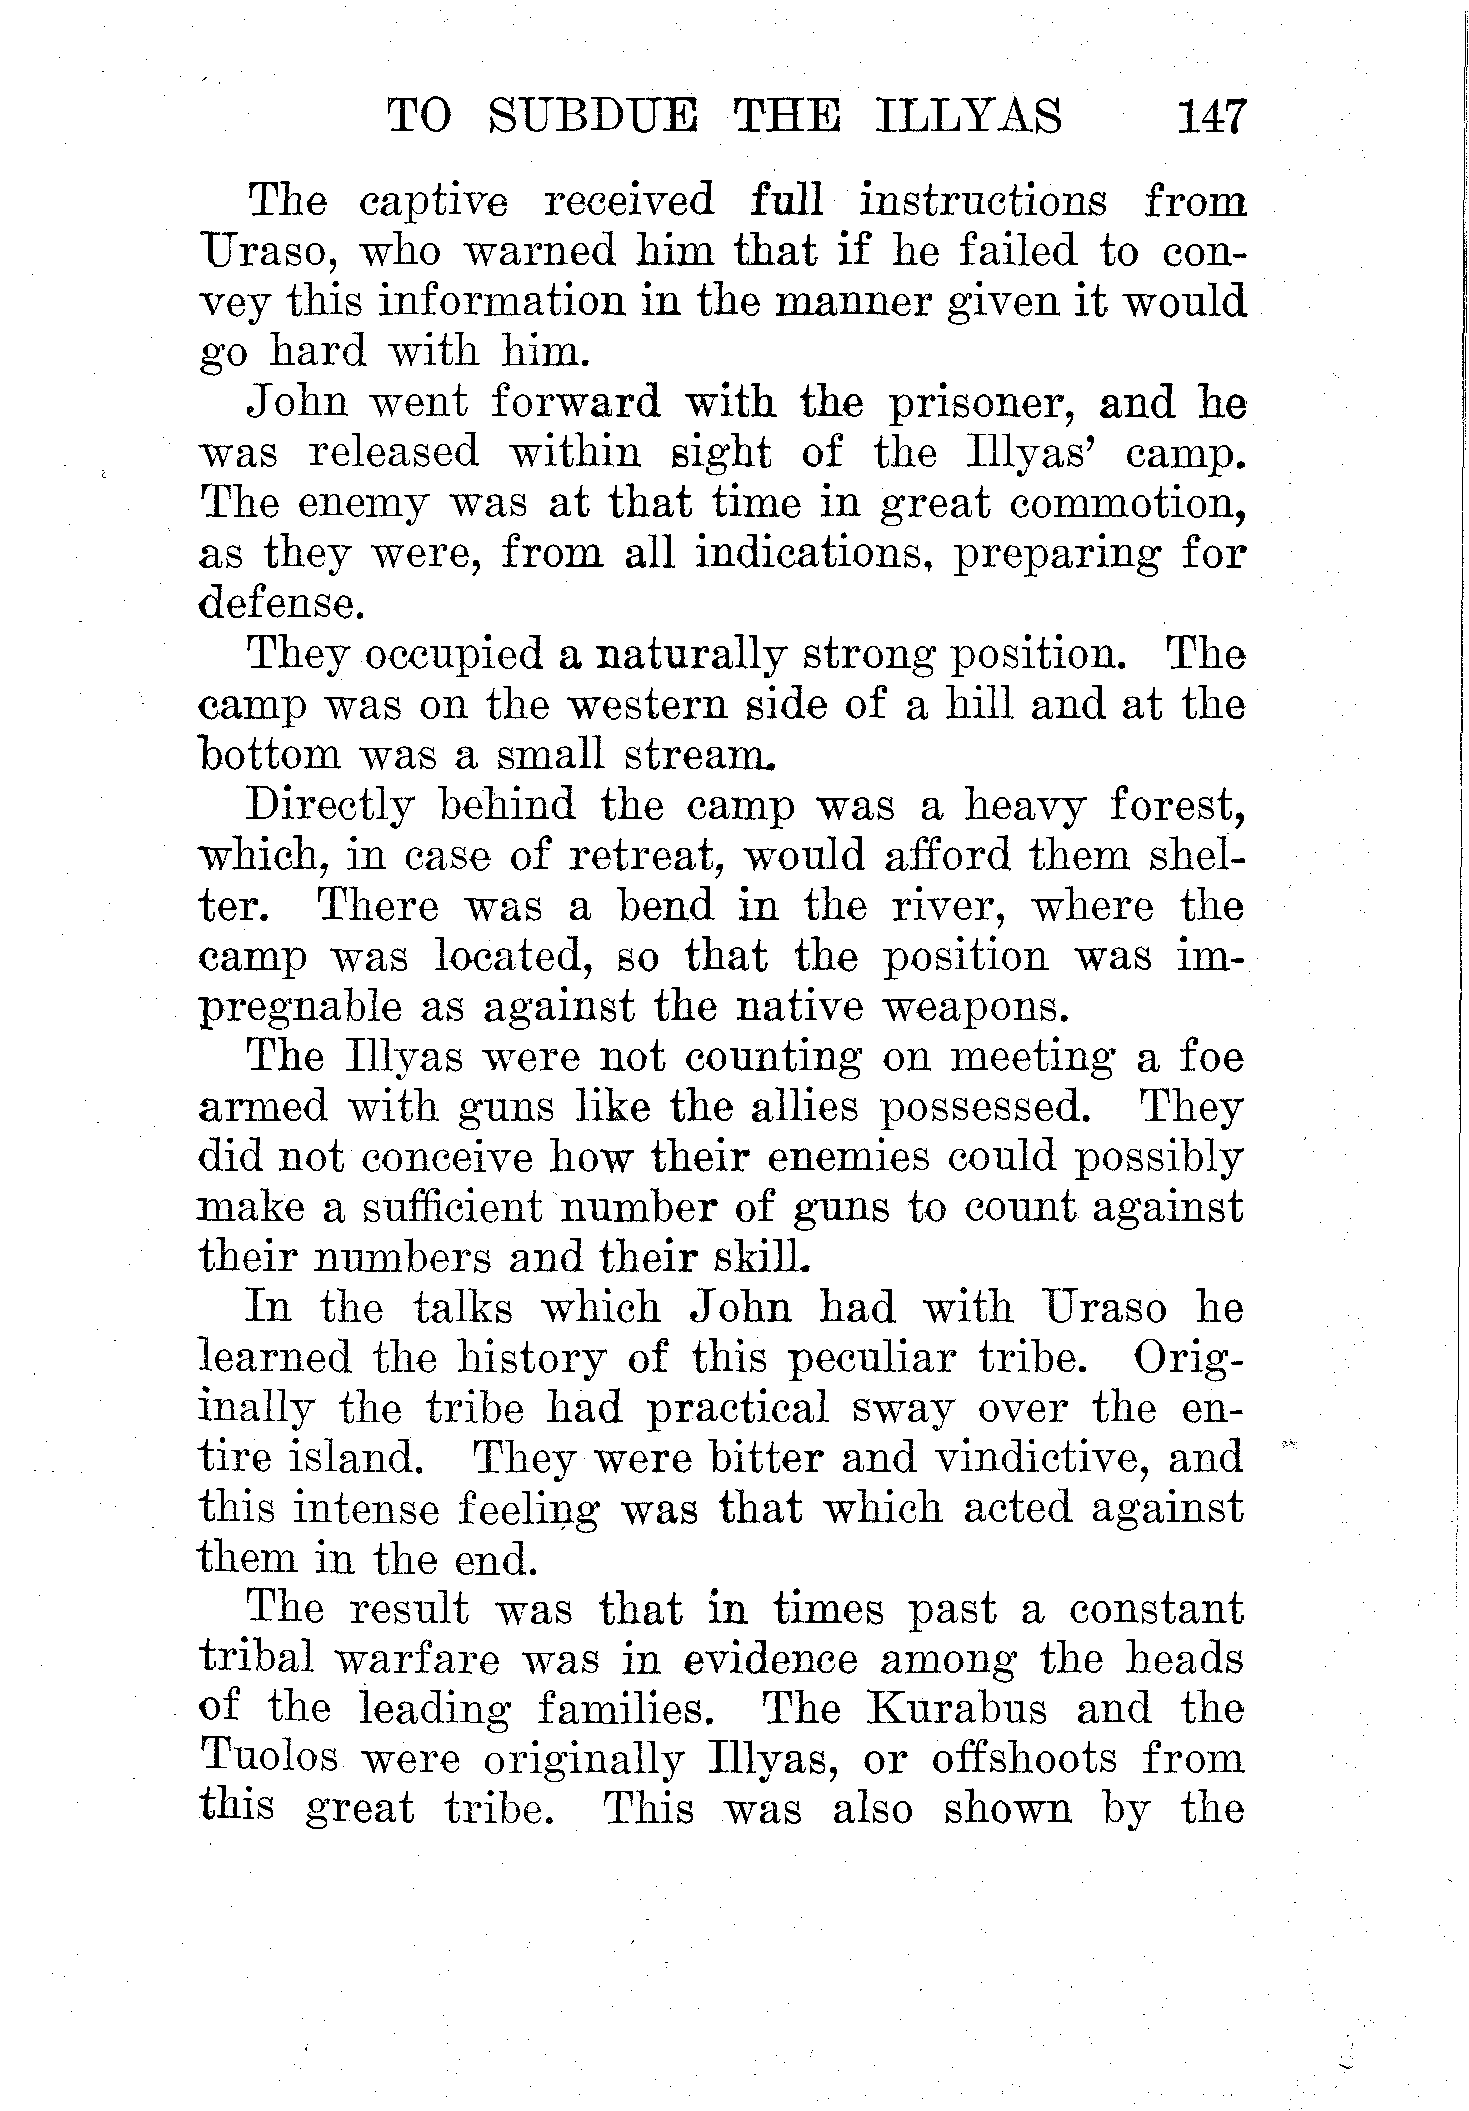 TO SUBDUE THE ILLYAS 147
The captive received full instructions from
Uraso, who warned him that if he failed to con-
vey this information in the manner given it would
go hard with him.
John went forward with the prisoner, and he
was released within sight of the Illyas’ camp.
The enemy was at that time in great commotion,
as they were, from all indications, preparing for
defense.
They occupied a naturally strong position. The
camp was on the western side of a hill and at the
bottom was a small stream.
Directly behind the camp was a heavy forest,
which, in case of retreat, would afford them shel-
ter. There was a bend in the river, where the
camp was located, so that the position was im-
pregnable as against the native weapons.
The Illyas were not counting on meeting a foe
armed with guns like the allies possessed. They
did not conceive how their enemies could possibly
make a sufficient number of guns to count against
their numbers and their skill.
In the talks which John had with Uraso he
learned the history of this peculiar tribe. Orig-
inally the tribe had practical sway over the en-
tire island. They were bitter and vindictive, and
this intense feeling was that which acted against
them in the end.
The result was that in times past a constant
tribal warfare was in evidence among the heads
of the leading families. The Kurabus and the
Tuolos were originally Illyas, or offshoots from
this great tribe. This was also shown by the